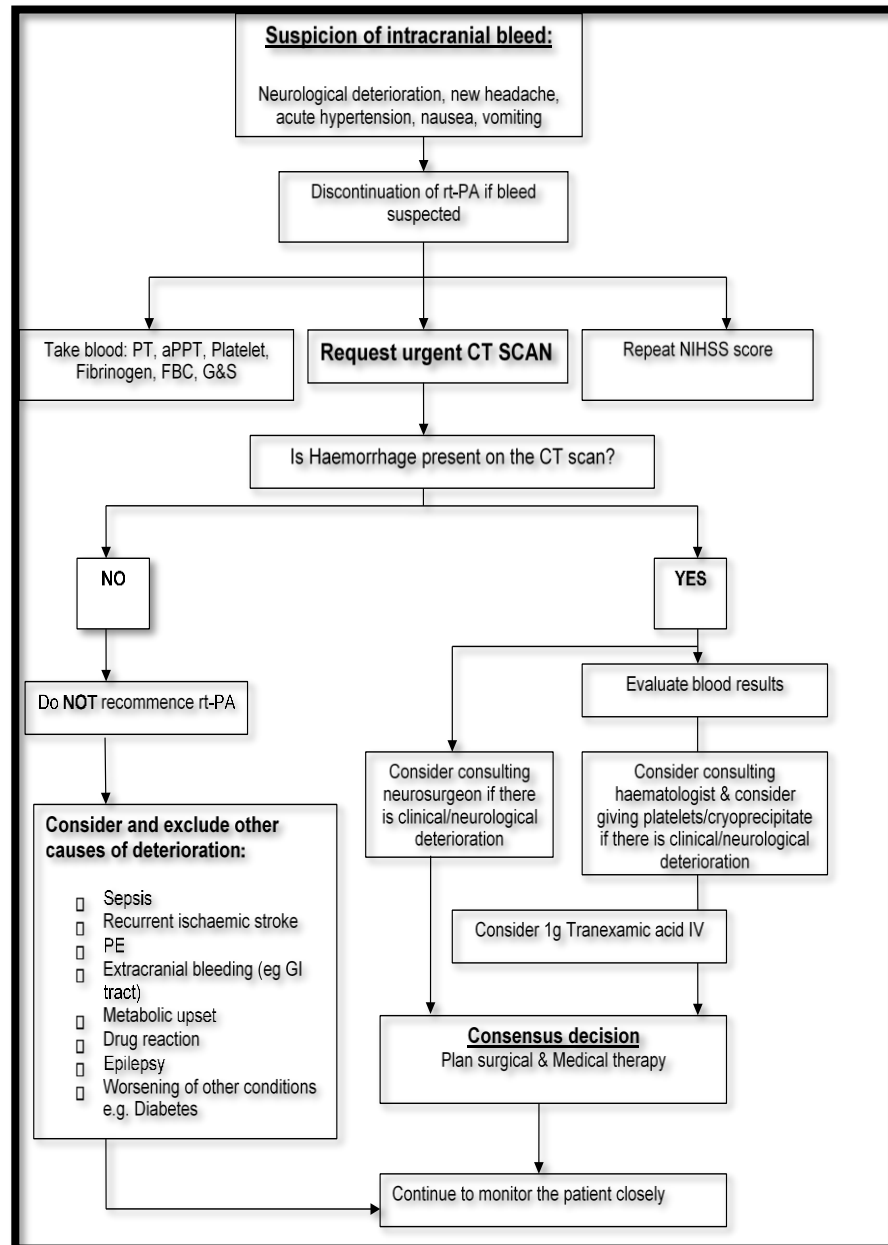 Suspicion of intracranial bleed:
Neurological deterioration, new headache,
acute hypertension, nausea, vomiting
Discontinuation of rt-PA if bleed
suspected
Take blood: PT, aPPT, Platelet,
Fibrinogen, FBC, G&S
Request urgent CT SCAN
Repeat NIHSS score
Is Haemorrhage present on the CT scan?
NO
YES
Do NOT recommence rt-PA
Evaluate blood results
Consider consulting
neurosurgeon if there
is clinical/neurological
deterioration
Consider consulting
haematologist & consider
giving platelets/cryoprecipitate
if there is clinical/neurological
deterioration
Consider and exclude other
causes of deterioration:
Sepsis
Recurrent ischaemic stroke
PE
Extracranial bleeding (eg GI
tract)
Metabolic upset
Drug reaction
Epilepsy
Worsening of other conditions
e.g. Diabetes
Consider 1g Tranexamic acid IV
Consensus decision
Plan surgical & Medical therapy
Continue to monitor the patient closely